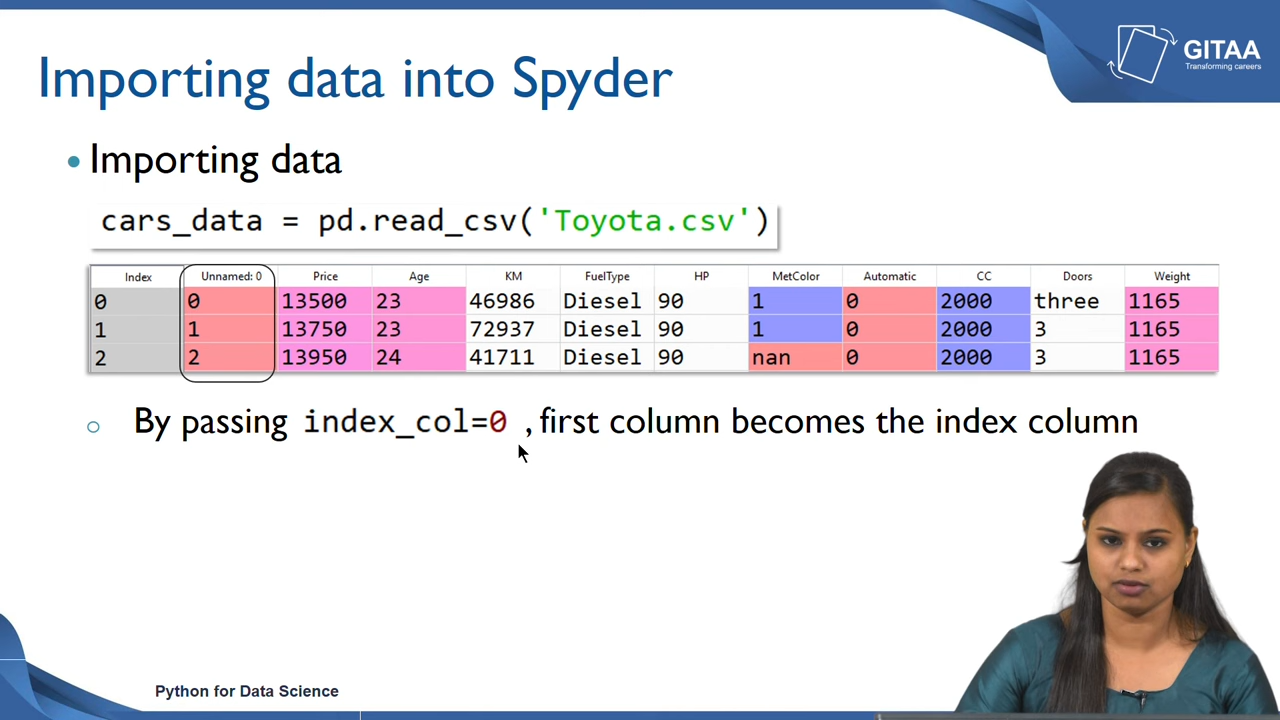 GITAA
Transforming careers
Importing data into Spyder
• Importing data
cars_data = pd.read_csv('Toyota.csv')
Index Unnamed: 0 Price Age KM FuelType HP MetColor Automatic CC Doors Weight
0 0 13500 23 46986 Diesel 90 1 0 2000 three 1165
1 1 13750 23 72937 Diesel 90 1 0 2000 3 1165
2 2 13950 24 41711 Diesel 90 nan 0 2000 3 1165
○ By passing index_col=0 , first column becomes the index column
Python for Data Science